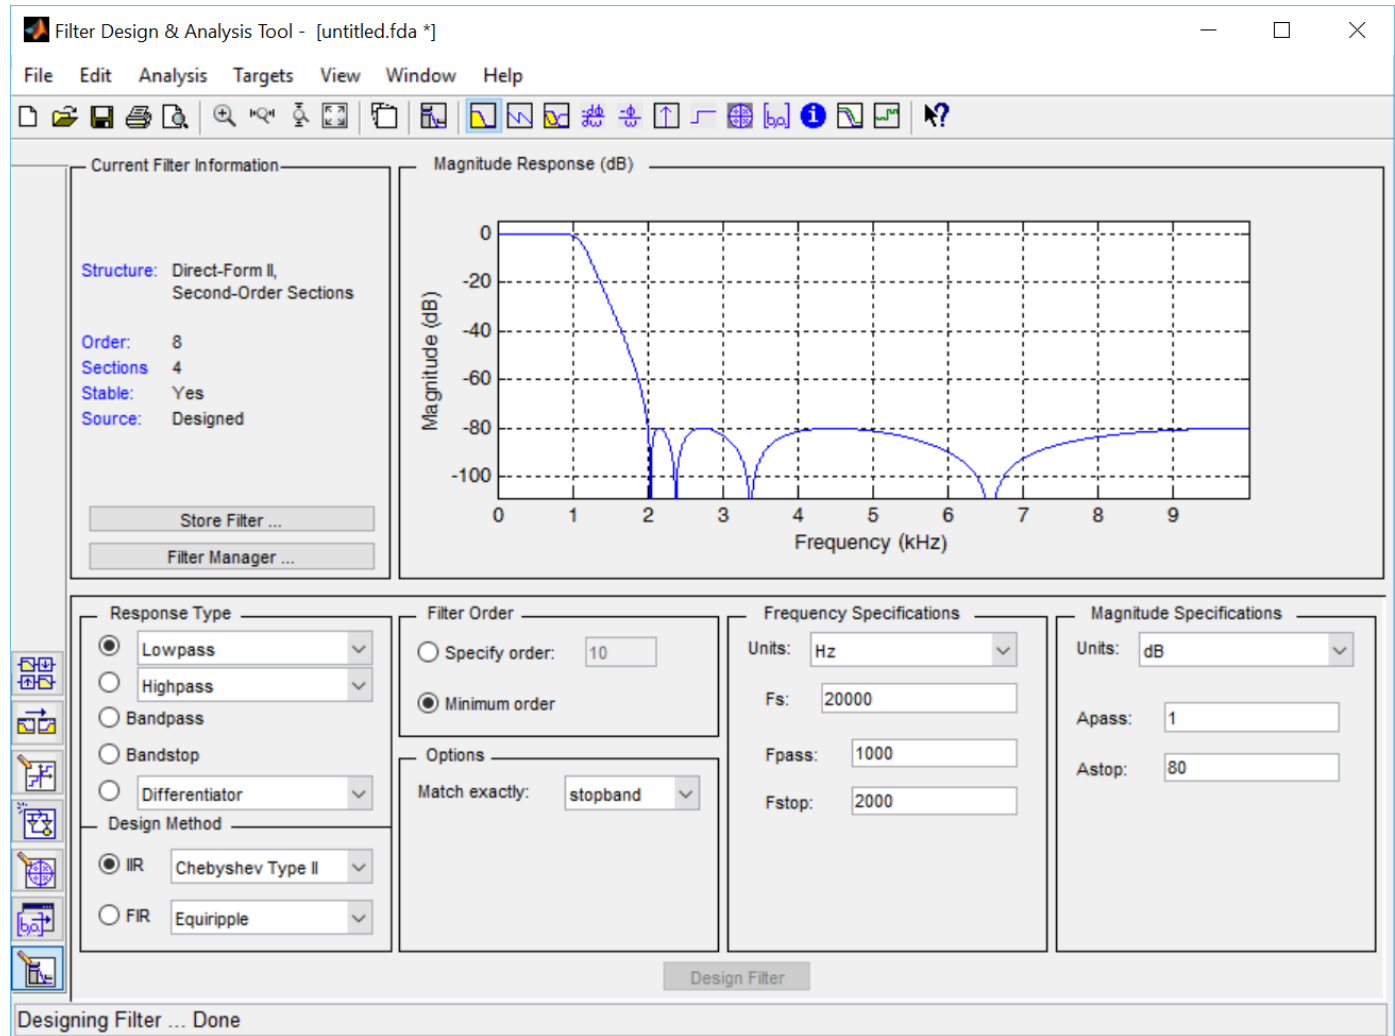 Filter Design & Analysis Tool - [untitled.fda *]
File Edit Analysis Targets View Window Help
Current Filter Information
Structure: Direct-Form II,
Second-Order Sections
Order: 8
Sections 4
Stable: Yes
Source: Designed
Store Filter ...
Filter Manager ...
Magnitude Response (dB)
Magnitude (dB)
0
-20
-40
-60
-80
-100
0 1 2 3 4 5 6 7 8 9
Frequency (kHz)
Response Type
Lowpass
Highpass
Bandpass
Bandstop
Differentiator
Design Method
IIR Chebyshev Type II
FIR Equiripple
Filter Order
Specify order: 10
Minimum order
Options
Match exactly: stopband
Frequency Specifications
Units: Hz
Fs: 20000
Fpass: 1000
Fstop: 2000
Magnitude Specifications
Units: dB
Apass: 1
Astop: 80
Design Filter
Designing Filter ... Done